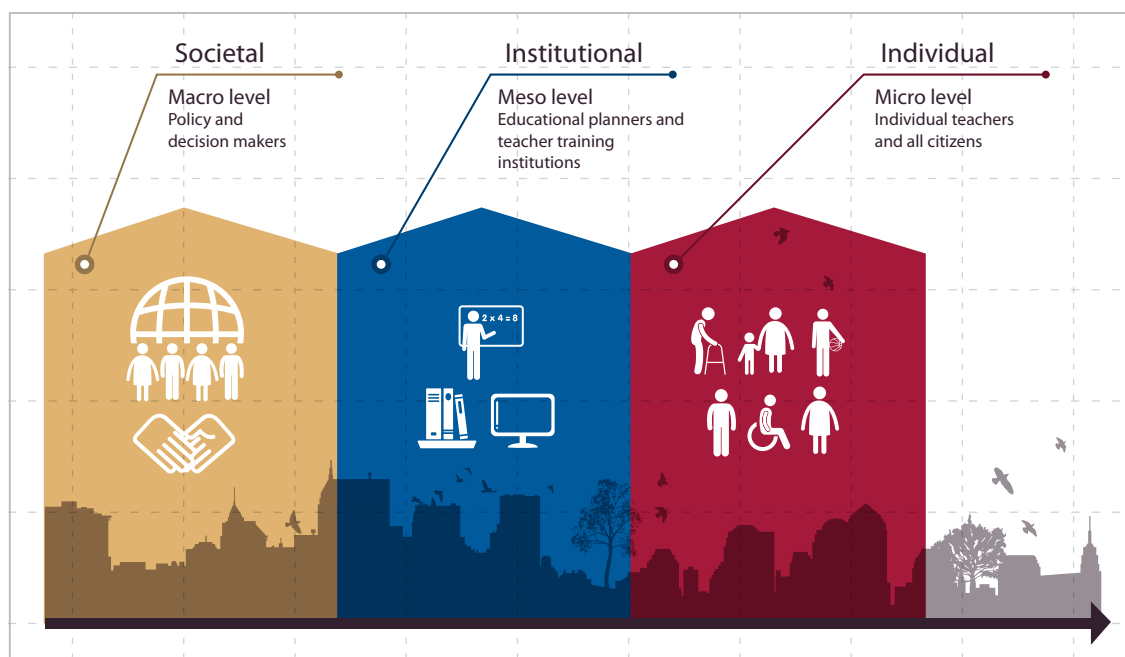 Societal
Macro level
Policy and
decision makers
Institutional
Meso level
Educational planners and
teacher training
institutions
Individual
Micro level
Individual teachers
and all citizens
2 x 4 = 8